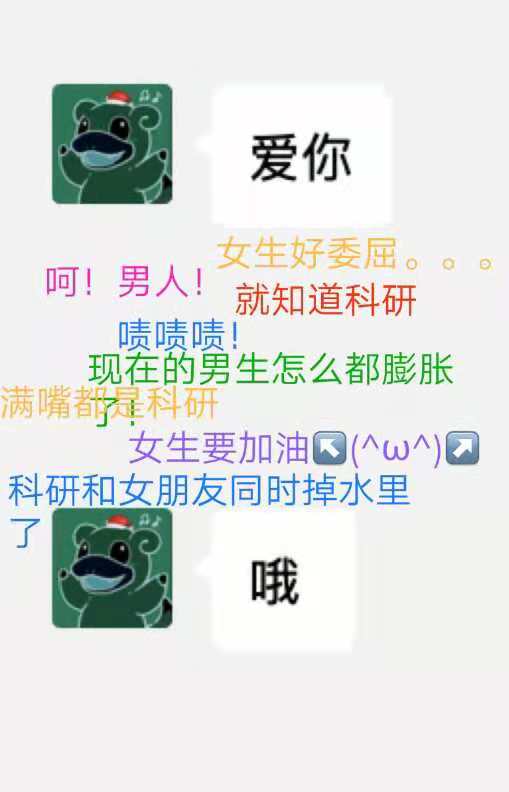 爱你
女生好委屈。。。
呵！男人！
就知道科研
啧啧啧！
现在的男生怎么都膨胀
了！
满嘴都是科研
女生要加油↖(^ω^)↗
科研和女朋友同时掉水里
了
哦